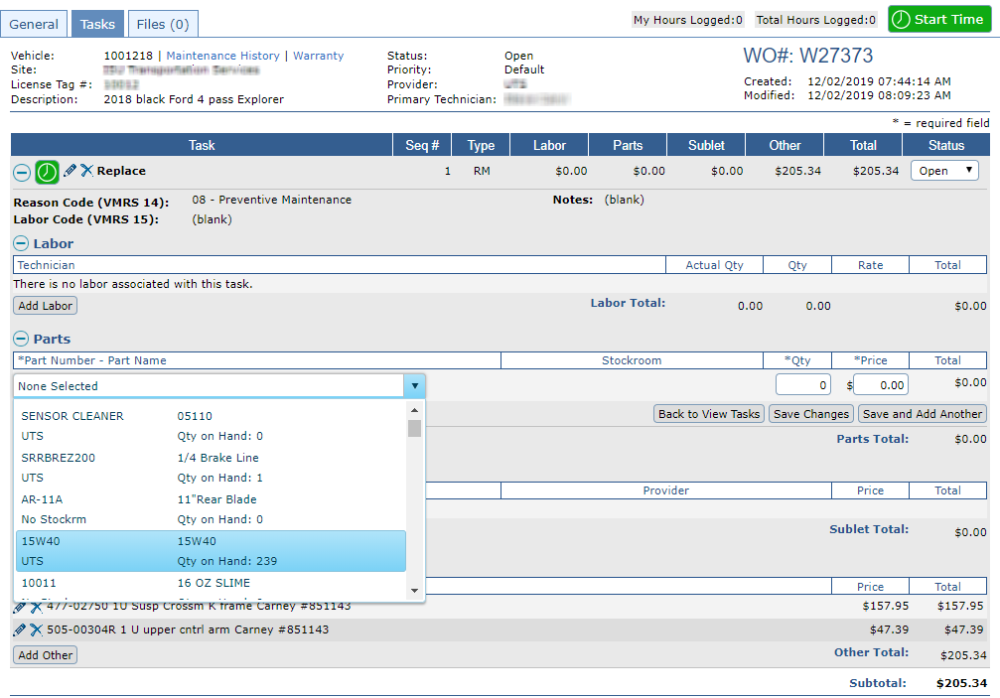 General Tasks Files (0) My Hours Logged:0 Total Hours Logged:0 Start Time
Vehicle: 1001218 | Maintenance History | Warranty Status: Open WO#: W27373
Site: Priority: Default
License Tag #: Provider: Created: 12/02/2019 07:44:14 AM
Description: 2018 black Ford 4 pass Explorer Primary Technician: Modified: 12/02/2019 08:09:23 AM
* = required field
Task Seq # Type Labor Parts Sublet Other Total Status
Replace 1 RM $0.00 $0.00 $0.00 $205.34 $205.34 Open
Reason Code (VMRS 14): 08 - Preventive Maintenance Notes: (blank)
Labor Code (VMRS 15): (blank)
Labor
Technician Actual Qty Qty Rate Total
There is no labor associated with this task.
Add Labor Labor Total: 0.00 0.00 $0.00
Parts
*Part Number - Part Name Stockroom *Qty *Price Total
None Selected 0 $ 0.00 $0.00
SENSOR CLEANER 05110 Back to View Tasks Save Changes Save and Add Another
UTS Qty on Hand: 0 Parts Total: $0.00
SRRBREZ200 1/4 Brake Line
UTS Qty on Hand: 1
Provider Price Total
AR-11A 11"Rear Blade
No Stockrm Qty on Hand: 0
Sublet Total: $0.00
15W40 15W40
UTS Qty on Hand: 239
10011 16 OZ SLIME
Price Total
477-02750 1U Susp Crossm K frame Carney #851143 $157.95 $157.95
505-00304R 1 U upper cntrl arm Carney #851143 $47.39 $47.39
Add Other Other Total: $205.34
Subtotal: $205.34